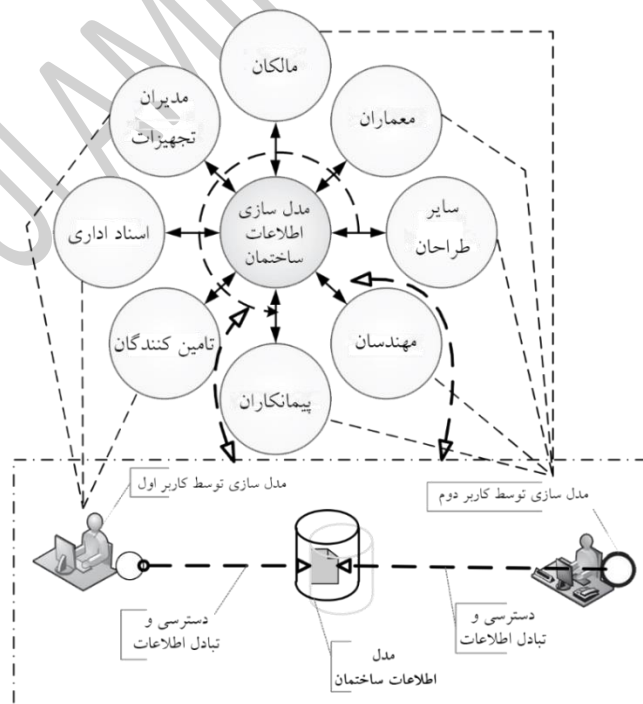 مالکان
مدیران
تجهیزات
معماران
اسناد اداری
مدل سازی
اطلاعات
ساختمان
سایر
طراحان
تامین کنندگان
مهندسان
پیمانکاران
مدل سازی توسط کاربر اول
مدل سازی توسط کاربر دوم
دسترسی و
تبادل اطلاعات
دسترسی و
تبادل اطلاعات
مدل
اطلاعات ساختمان